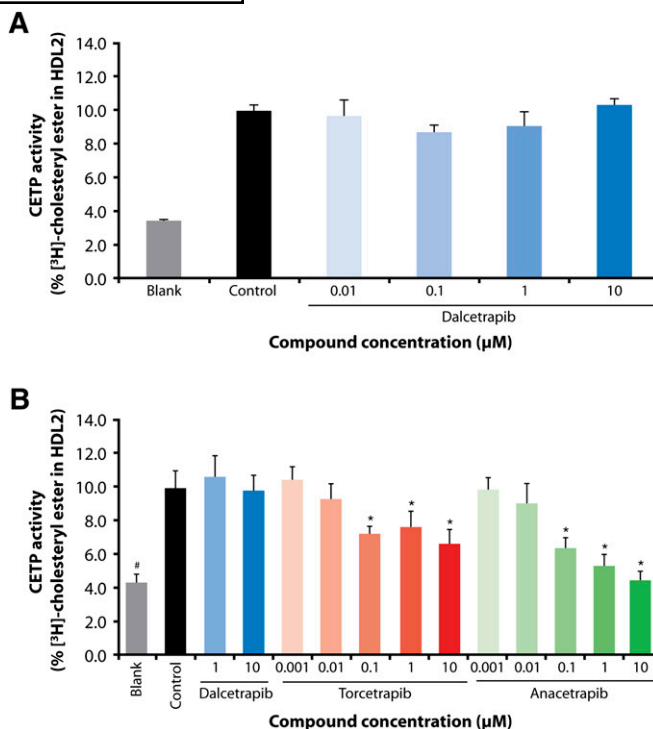 A
CETP activity
(% [³H]-cholesteryl ester in HDL2)
14.0
12.0
10.0
8.0
6.0
4.0
2.0
0.0
Blank Control 0.01 0.1 1 10
Dalcetrapib
Compound concentration (µM)
B
CETP activity
(% [³H]-cholesteryl ester in HDL2)
14.0
12.0
10.0
8.0
6.0
4.0
2.0
0.0
# * * * * * *
Blank Control 1 10 0.001 0.01 0.1 1 10 0.001 0.01 0.1 1 10
Dalcetrapib Torcetrapib Anacetrapib
Compound concentration (µM)